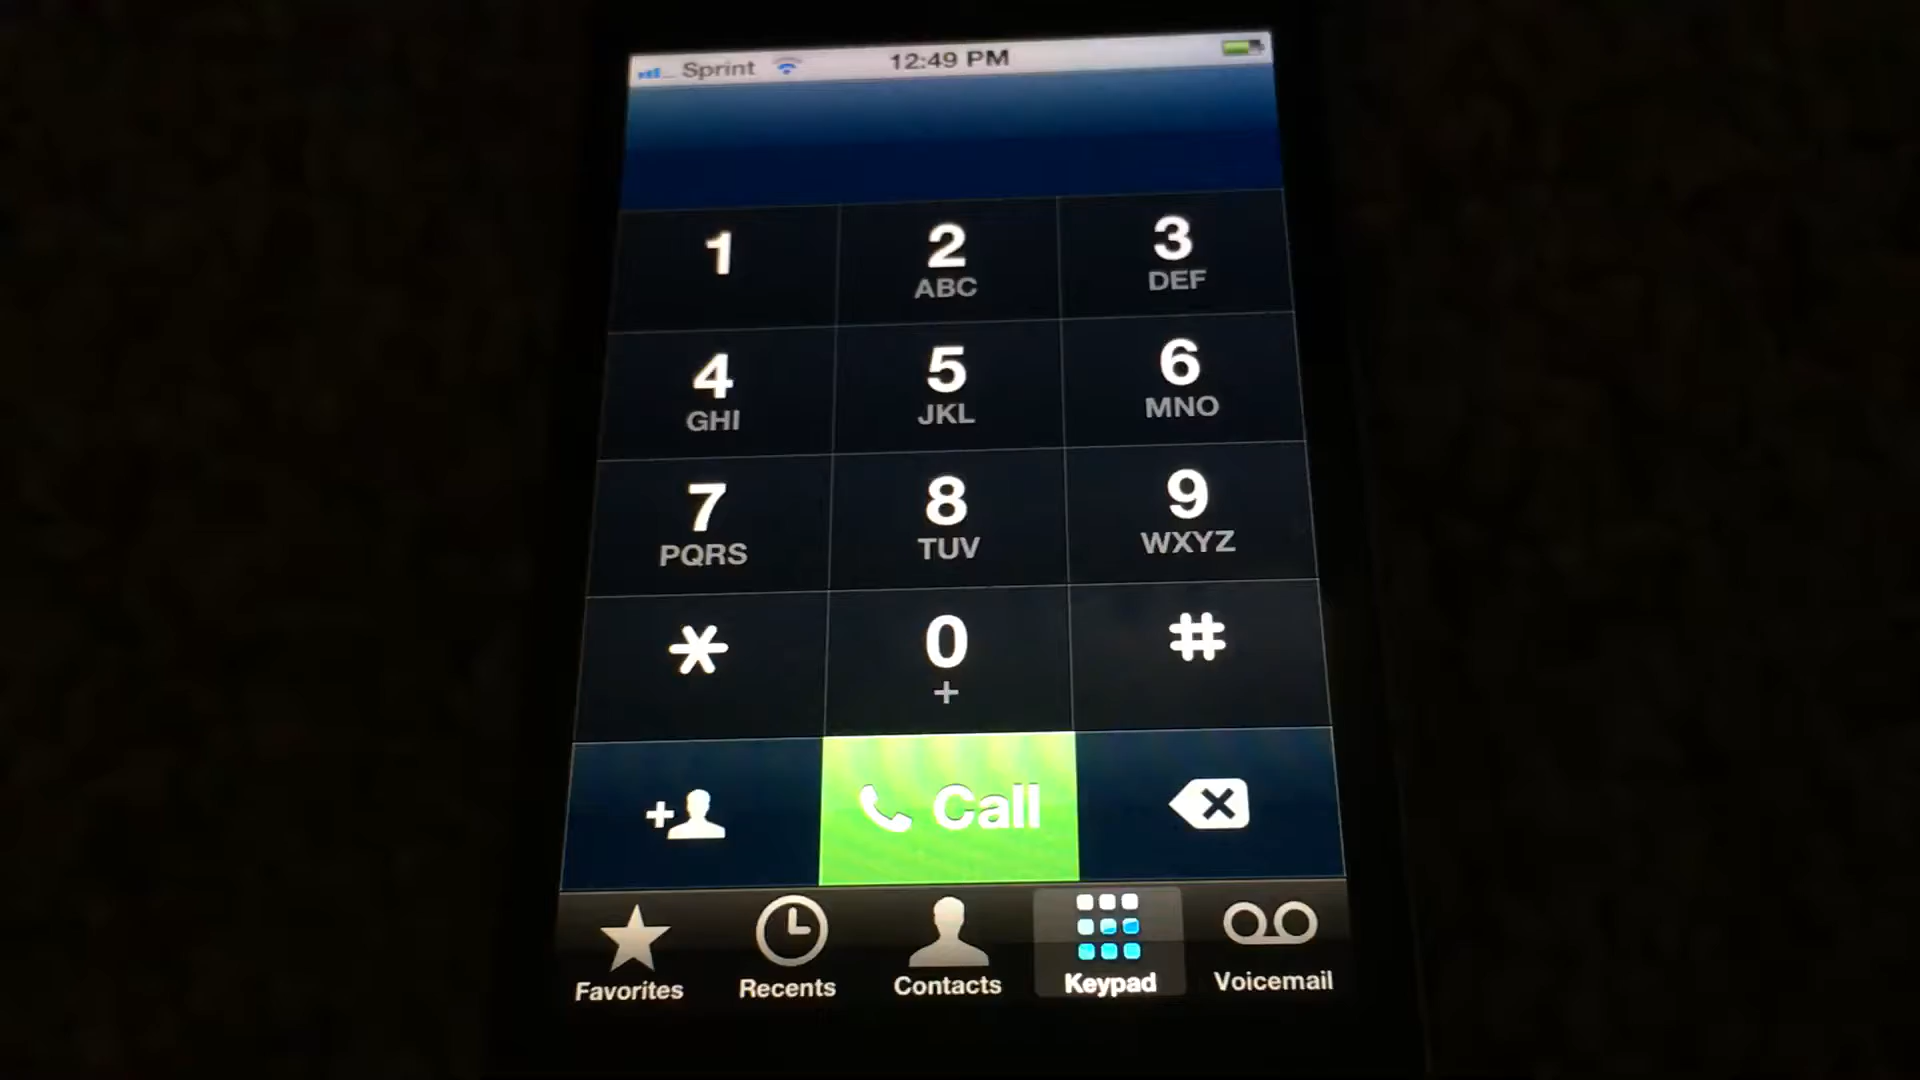 Sprint 12:49 PM
1 2 3
ABC DEF
4 5 6
GHI JKL MNO
7 8 9
PQRS TUV WXYZ
* 0 #
+
+ Call
Favorites Recents Contacts Keypad Voicemail